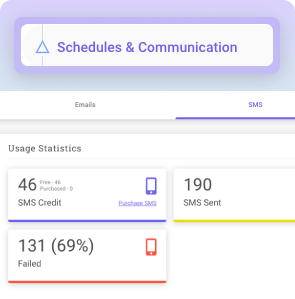 Schedules & Communication
Emails
SMS
Usage Statistics
46
Free - 46
Purchased - 0
SMS Credit
Purchase SMS
190
SMS Sent
131 (69%)
Failed